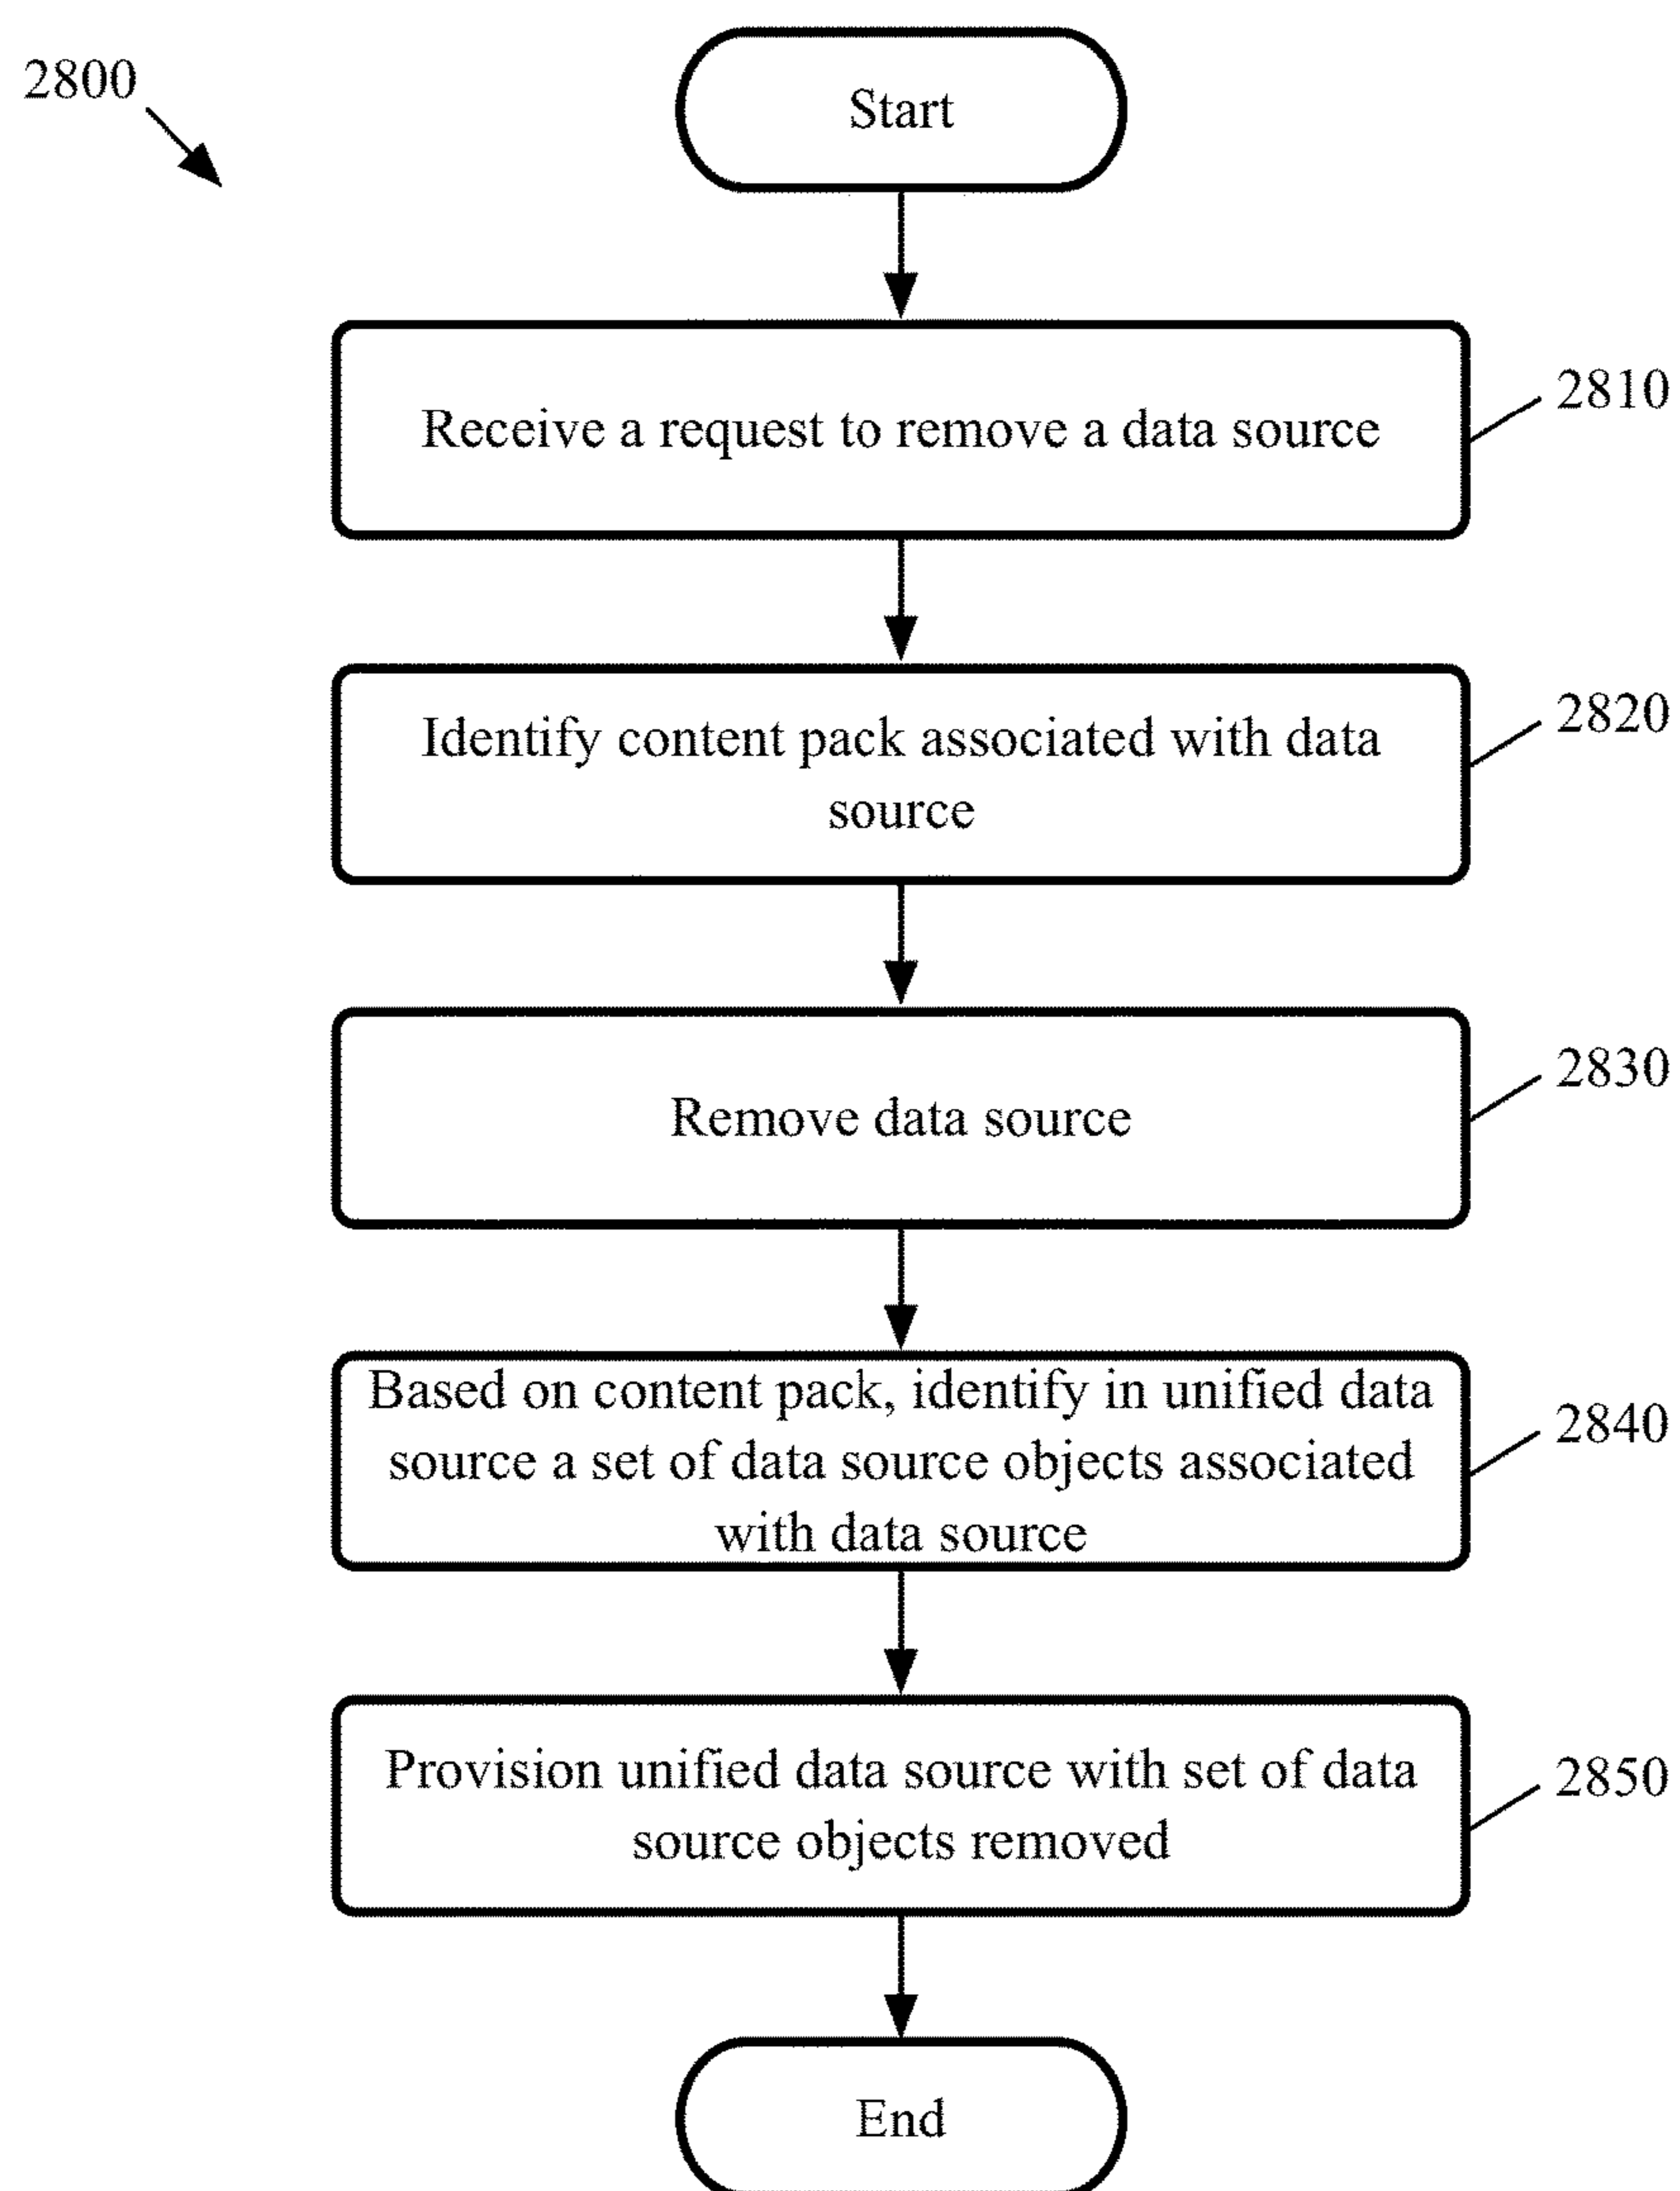 2800
Start
Receive a request to remove a data source
2810
Identify content pack associated with data
source
2820
Remove data source
2830
Based on content pack, identify in unified data
source a set of data source objects associated
with data source
2840
Provision unified data source with set of data
source objects removed
2850
End